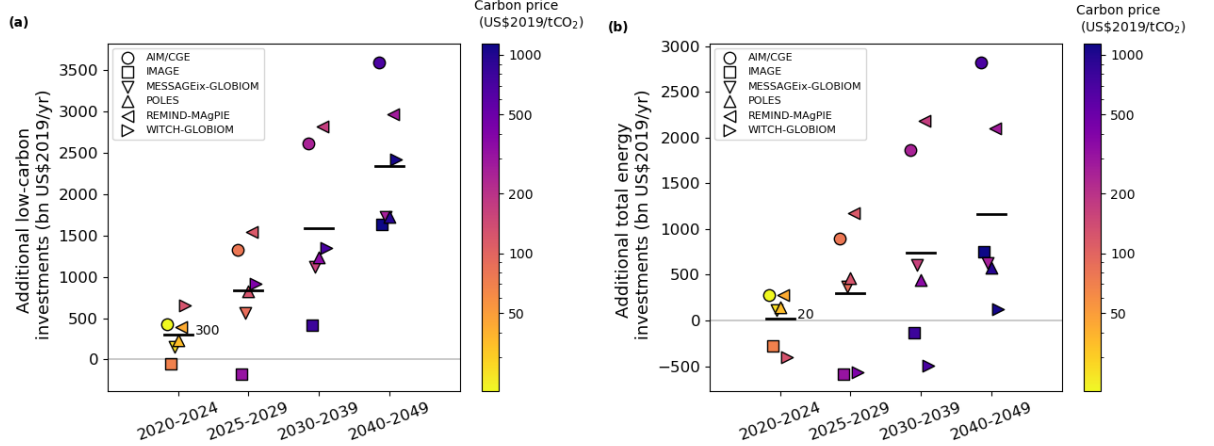 (a)
Carbon price
(US$2019/tCO2)
Additional low-carbon
investments (bn US$2019/yr)
3500
3000
2500
2000
1500
1000
500
0
AIM/CGE
IMAGE
MESSAGEix-GLOBIOM
POLES
REMIND-MAgPIE
WITCH-GLOBIOM
300
2020-2024
2025-2029
2030-2039
2040-2049
1000
500
200
100
50
(b)
Carbon price
(US$2019/tCO2)
Additional total energy
investments (bn US$2019/yr)
3000
2500
2000
1500
1000
500
0
−500
AIM/CGE
IMAGE
MESSAGEix-GLOBIOM
POLES
REMIND-MAgPIE
WITCH-GLOBIOM
20
2020-2024
2025-2029
2030-2039
2040-2049
1000
500
200
100
50